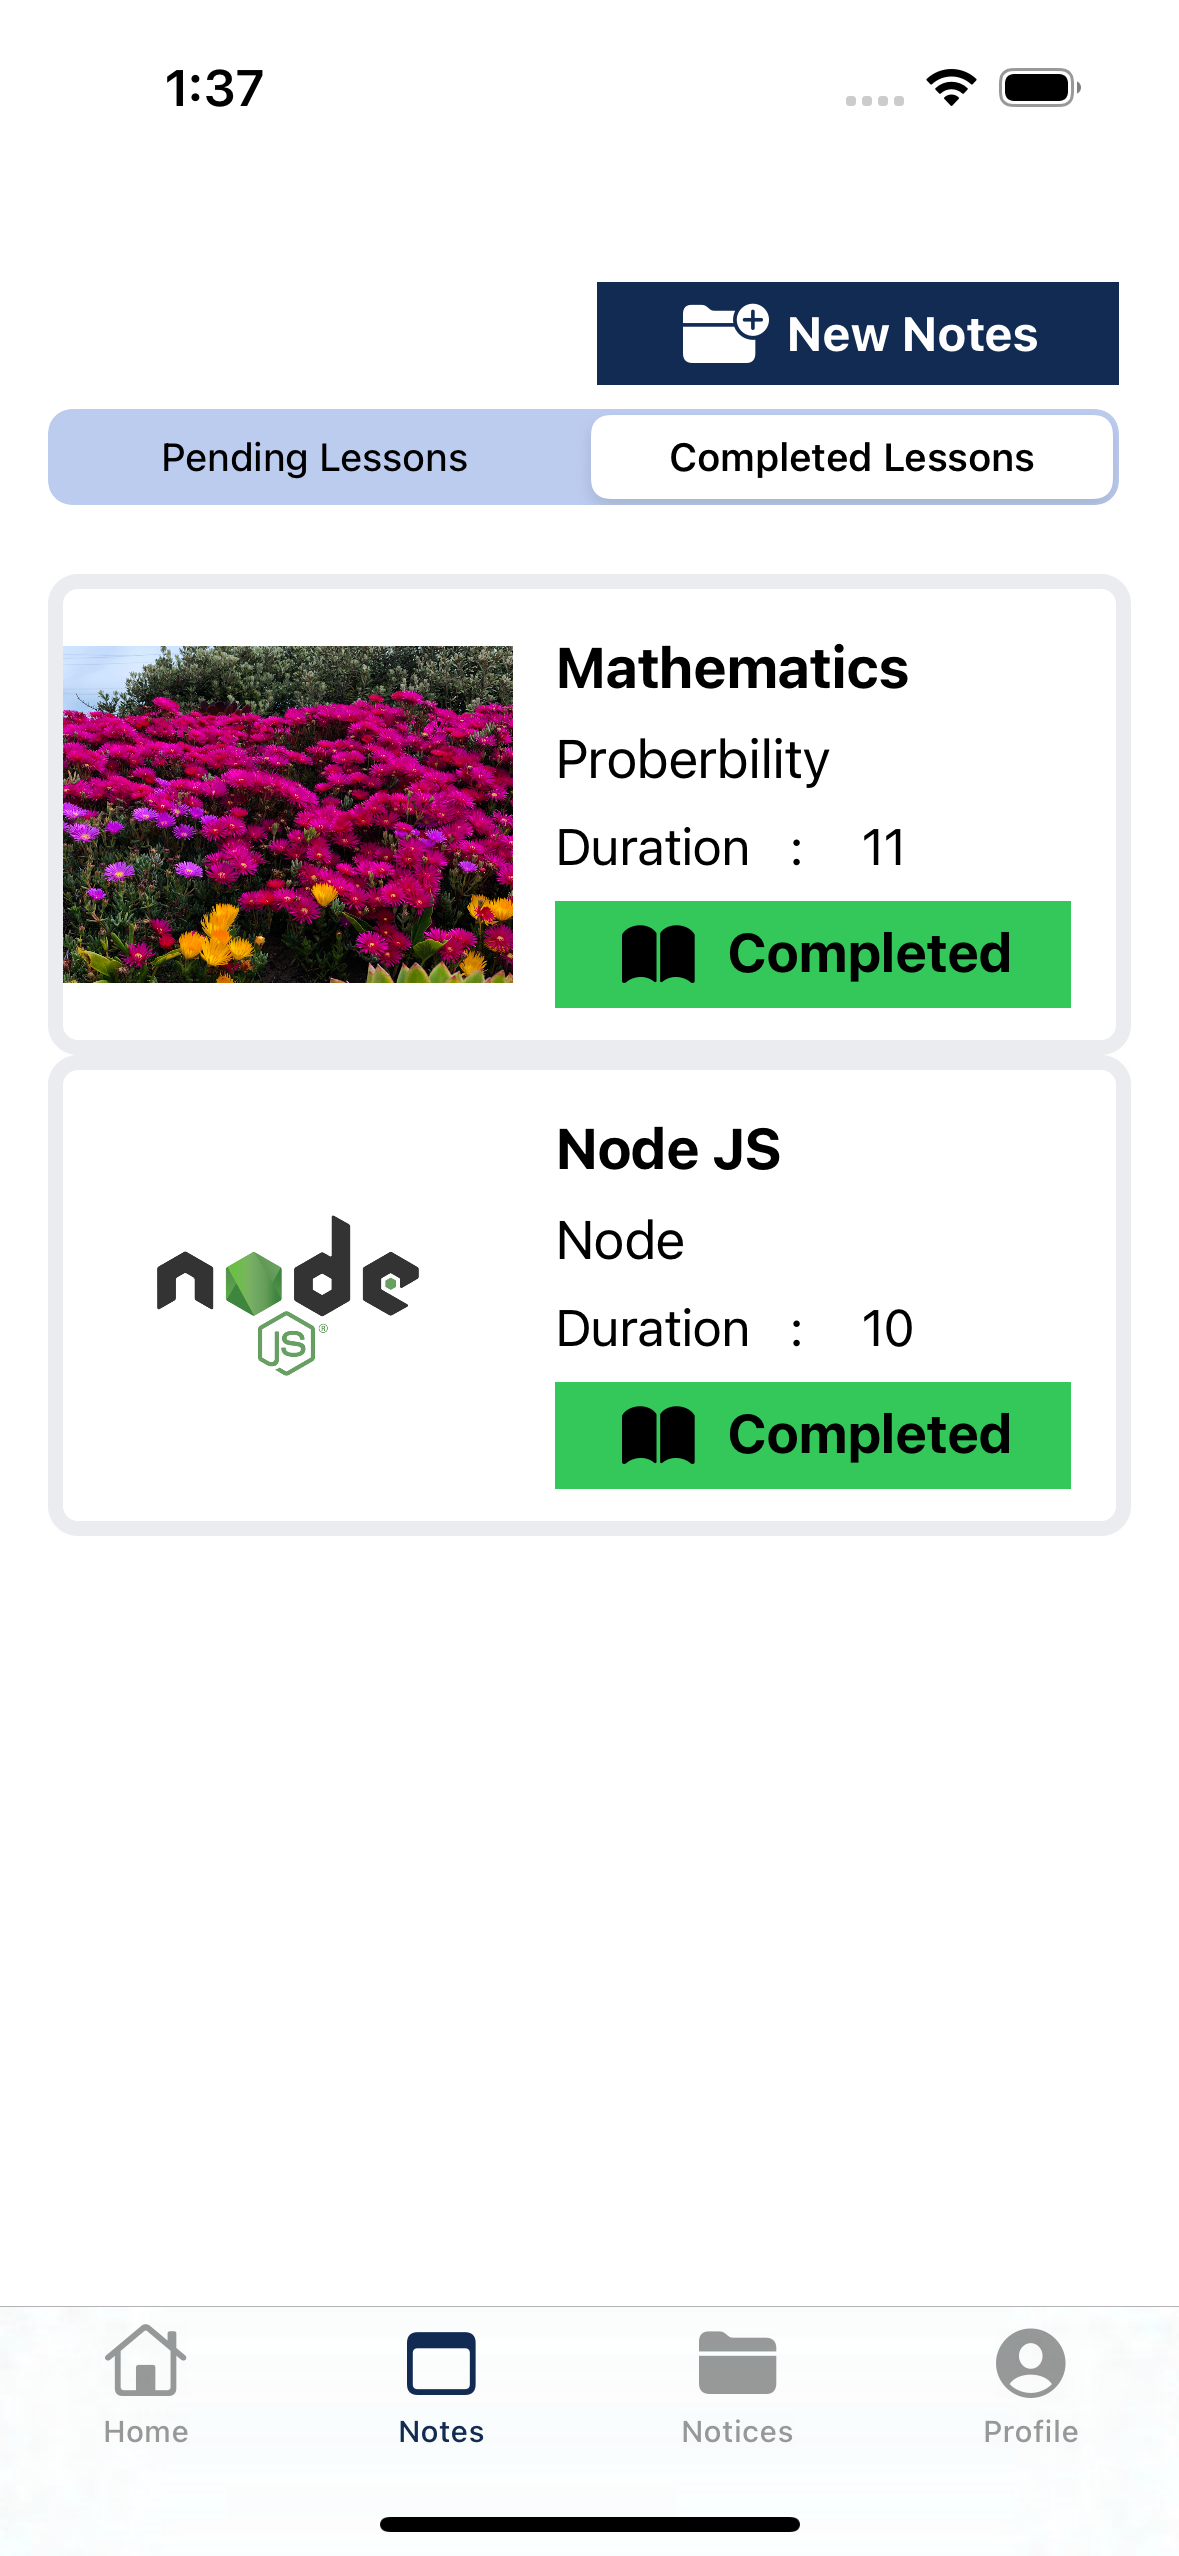 1:37
New Notes
Pending Lessons
Completed Lessons
Mathematics
Proberbility
Duration : 11
Completed
node
JS®
Node JS
Node
Duration : 10
Completed
Home
Notes
Notices
Profile